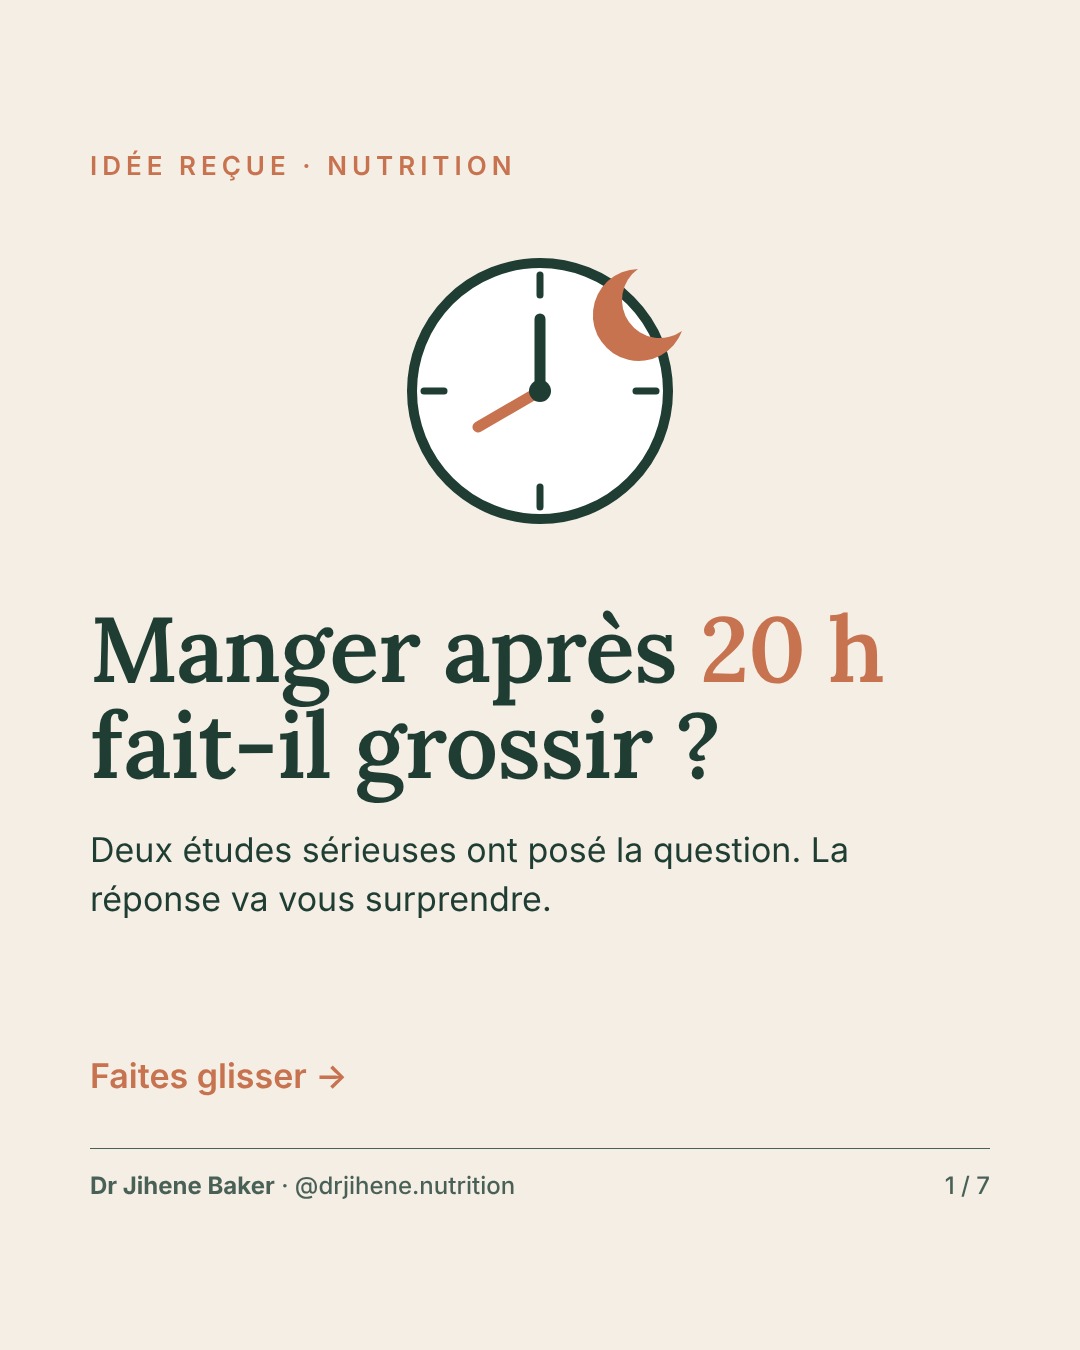 IDÉE REÇUE · NUTRITION
Manger après 20 h
fait-il grossir ?
Deux études sérieuses ont posé la question. La
réponse va vous surprendre.
Faites glisser →
Dr Jihene Baker · @drjihene.nutrition
1 / 7